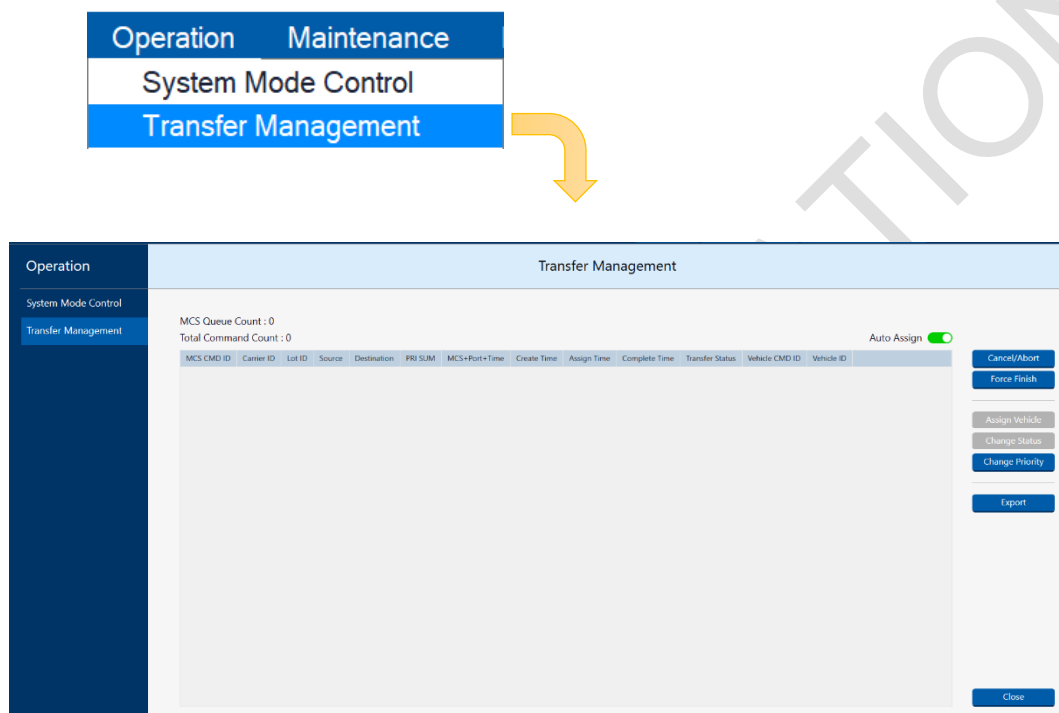 Operation Maintenance
System Mode Control
Transfer Management
TION
Operation
Transfer Management
System Mode Control
Transfer Management
MCS Queue Count : 0
Total Command Count : 0
Auto Assign
MCS CMD ID Carrier ID Lot ID Source Destination PRI SUM MCS+Port+Time Create Time Assign Time Complete Time Transfer Status Vehicle CMD ID Vehicle ID
Cancel/Abort
Force Finish
Assign Vehicle
Change Status
Change Priority
Export
Close